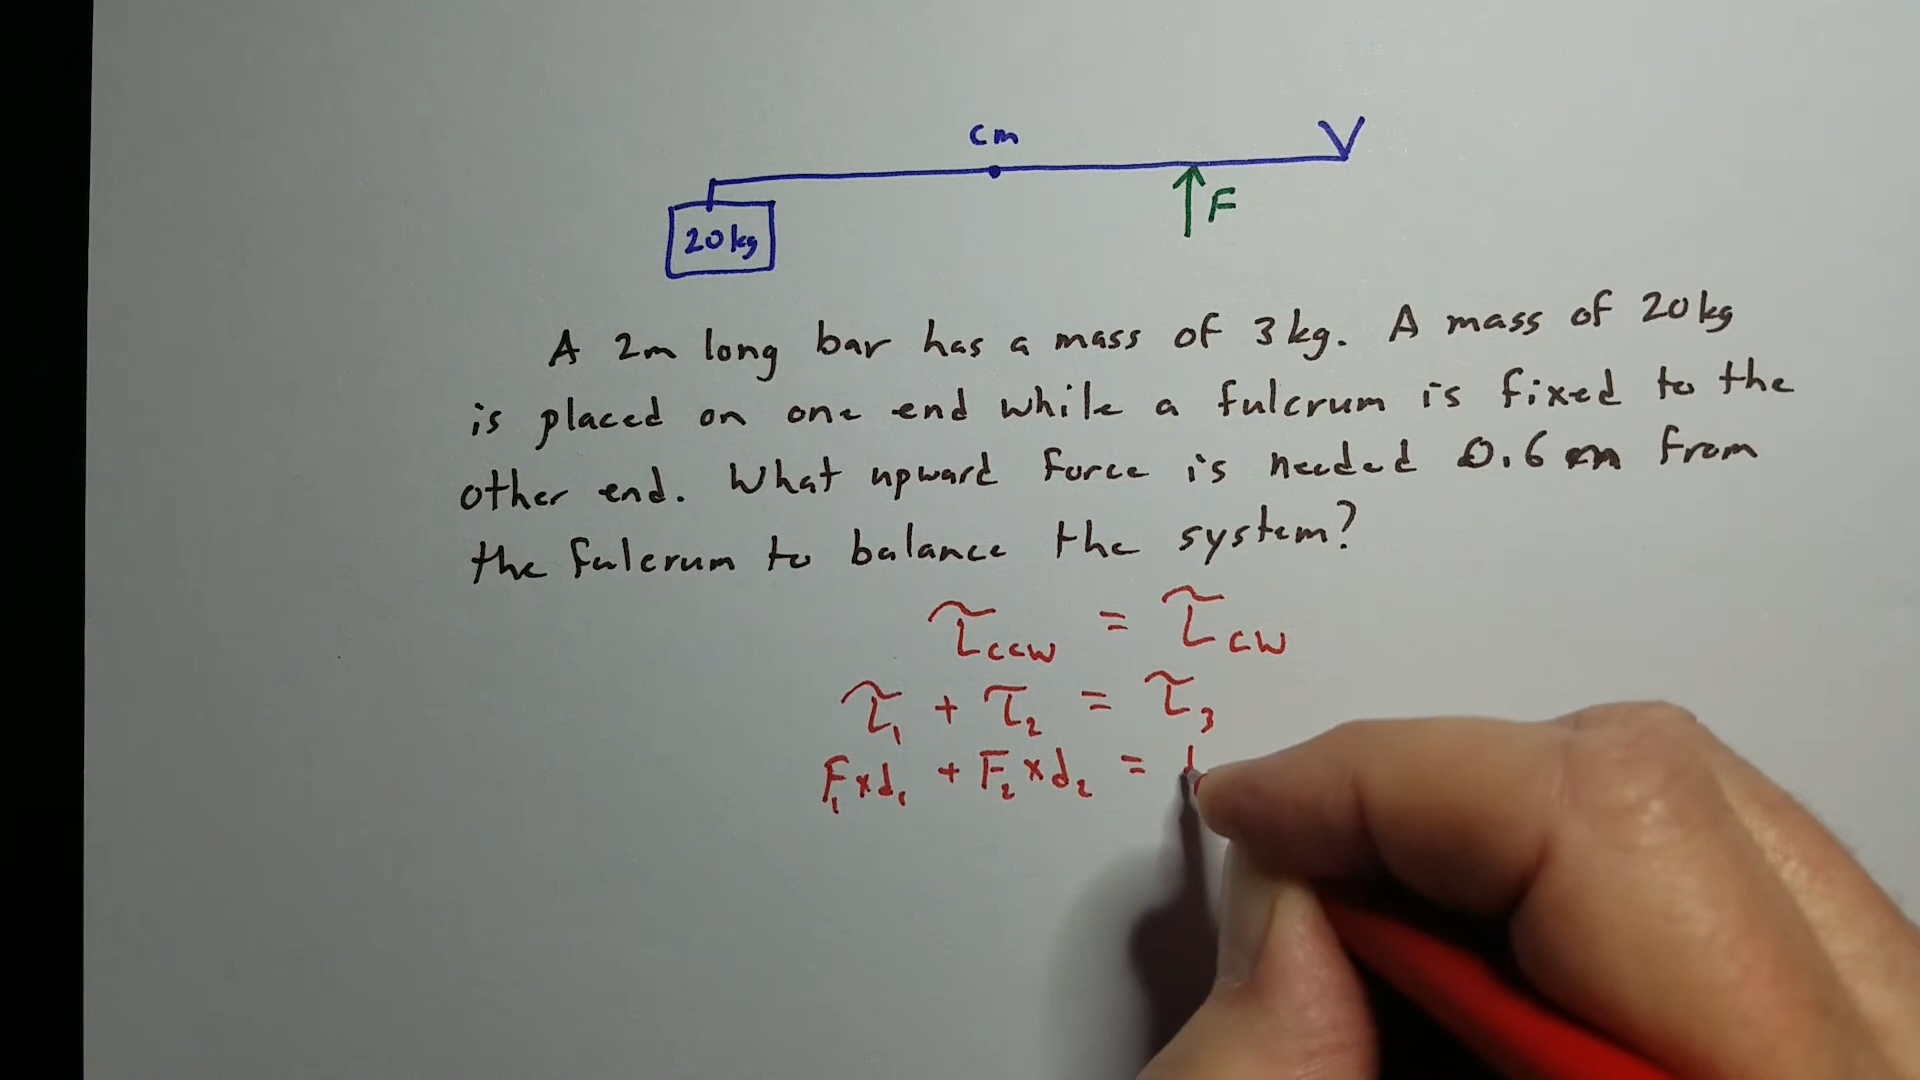 cm
20kg
F
A 2m long bar has a mass of 3kg. A mass of 20kg
is placed on one end while a fulcrum is fixed to the
other end. What upward force is needed 0.6 m from
the fulcrum to balance the system?
τccw = τcw
τ₁ + τ₂ = τ₃
F₁×d₁ + F₂×d₂ =